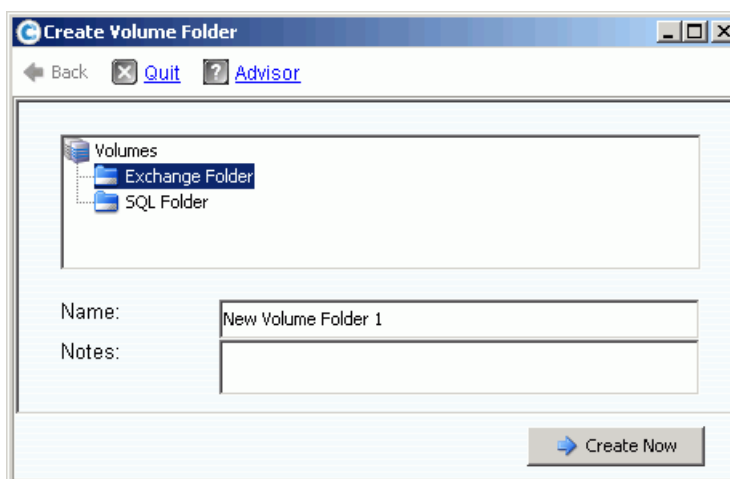 Create Volume Folder
Back Quit ? Advisor
Volumes
Exchange Folder
SQL Folder
Name: New Volume Folder 1
Notes:
Create Now